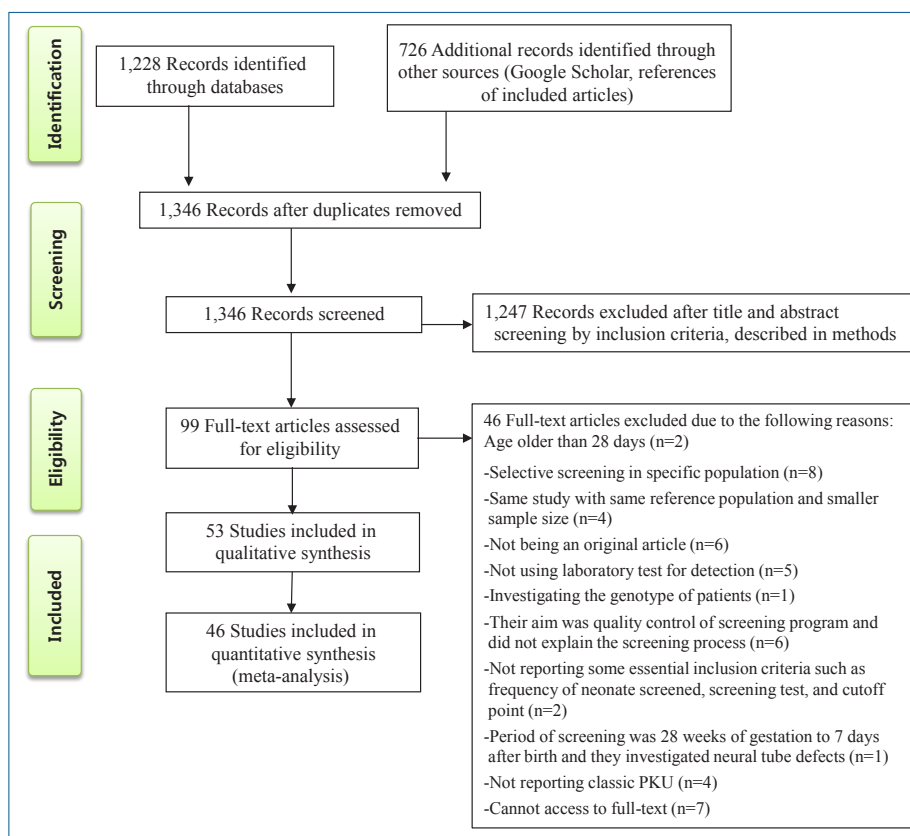 Identification
1,228 Records identified
through databases
726 Additional records identified through
other sources (Google Scholar, references
of included articles)
1,346 Records after duplicates removed
Screening
1,346 Records screened
1,247 Records excluded after title and abstract
screening by inclusion criteria, described in methods
Eligibility
99 Full-text articles assessed
for eligibility
46 Full-text articles excluded due to the following reasons:
Age older than 28 days (n=2)
-Selective screening in specific population (n=8)
-Same study with same reference population and smaller
sample size (n=4)
-Not being an original article (n=6)
-Not using laboratory test for detection (n=5)
-Investigating the genotype of patients (n=1)
-Their aim was quality control of screening program and
did not explain the screening process (n=6)
-Not reporting some essential inclusion criteria such as
frequency of neonate screened, screening test, and cutoff
point (n=2)
-Period of screening was 28 weeks of gestation to 7 days
after birth and they investigated neural tube defects (n=1)
-Not reporting classic PKU (n=4)
-Cannot access to full-text (n=7)
53 Studies included in
qualitative synthesis
Included
46 Studies included in
quantitative synthesis
(meta-analysis)